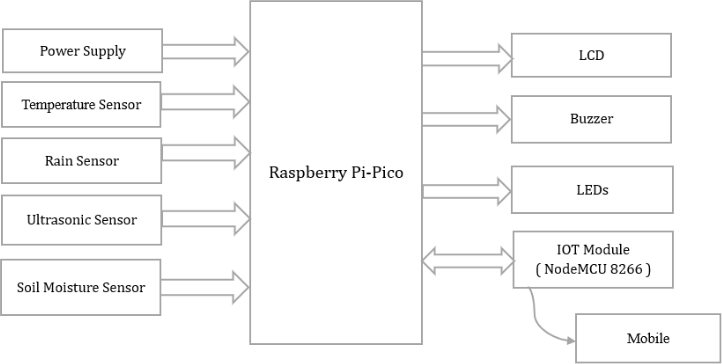 Power Supply
Temperature Sensor
Rain Sensor
Ultrasonic Sensor
Soil Moisture Sensor
Raspberry Pi-Pico
LCD
Buzzer
LEDs
IOT Module
( NodeMCU 8266 )
Mobile